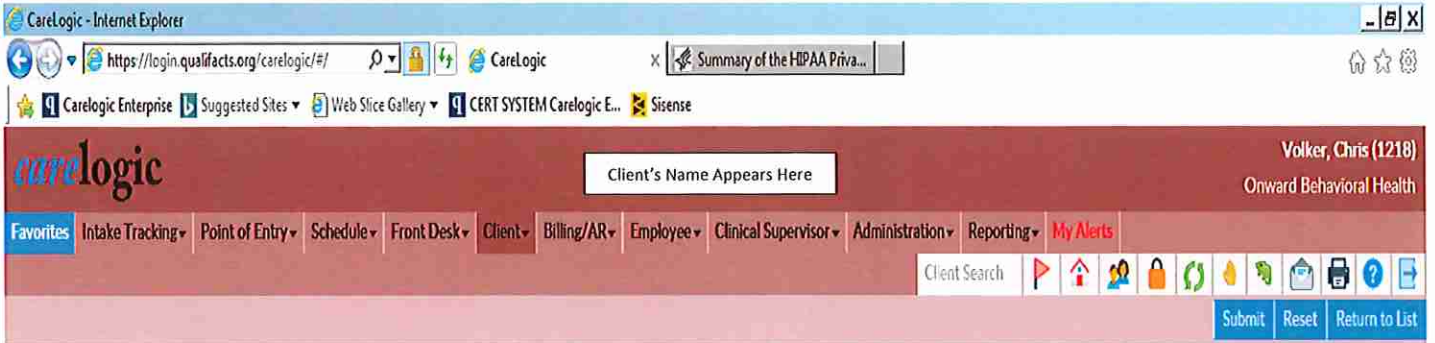 CareLogic - Internet Explorer
https://login.qualifacts.org/carelogic/#/ CareLogic x Summary of the HIPAA Priva...
Carelogic Enterprise Suggested Sites Web Slice Gallery CERT SYSTEM Carelogic E... Sisense
carelogic
Client's Name Appears Here
Volker, Chris (1218)
Onward Behavioral Health
Favorites Intake Tracking Point of Entry Schedule Front Desk Client Billing/AR Employee Clinical Supervisor Administration Reporting My Alerts
Client Search
Submit Reset Return to List